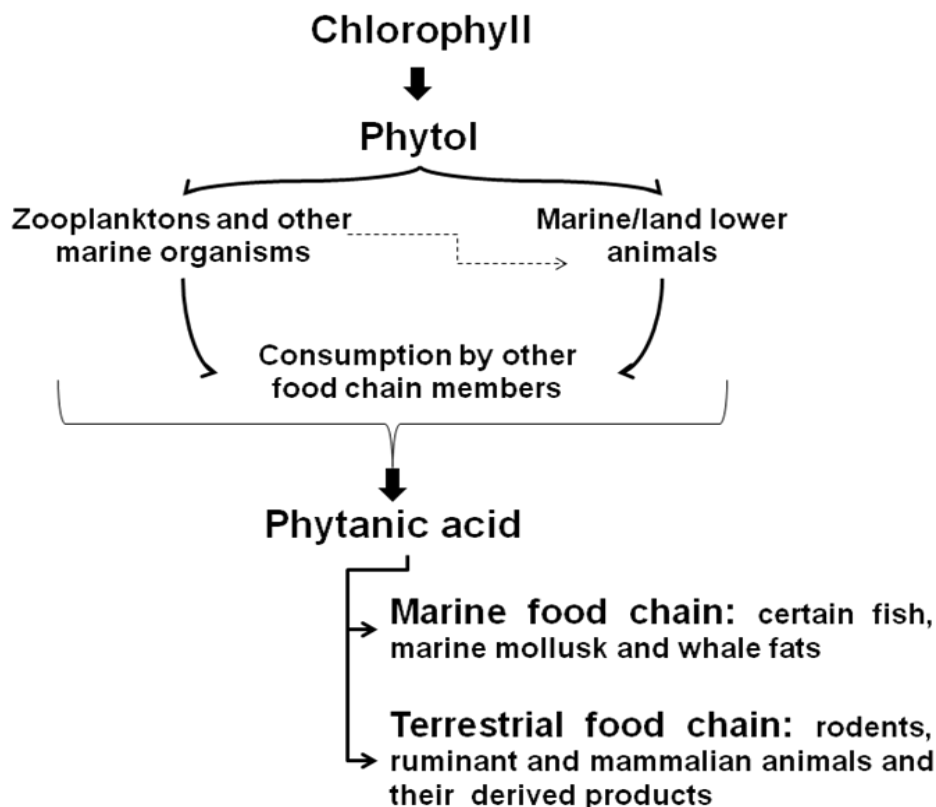 Chlorophyll
Phytol
Zooplanktons and other
marine organisms
Marine/land lower
animals
Consumption by other
food chain members
Phytanic acid
Marine food chain: certain fish,
marine mollusk and whale fats
Terrestrial food chain: rodents,
ruminant and mammalian animals and
their derived products